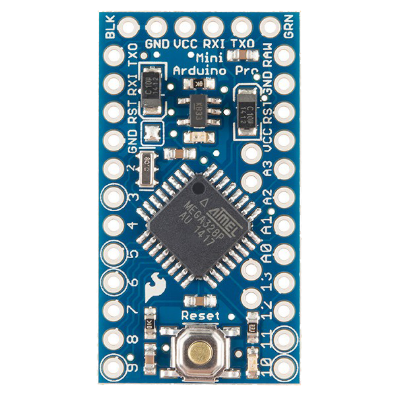 BLK
GND VCC RXI TXO
GRN
Mini
Arduino Pro
TXO
RXI
RST
GND
2
3
4
5
6
7
8
9
RAW
GND
RST
VCC
A3
A2
A1
A0
13
12
11
10
ATMEL
MEGA328P
AU 1417
Reset